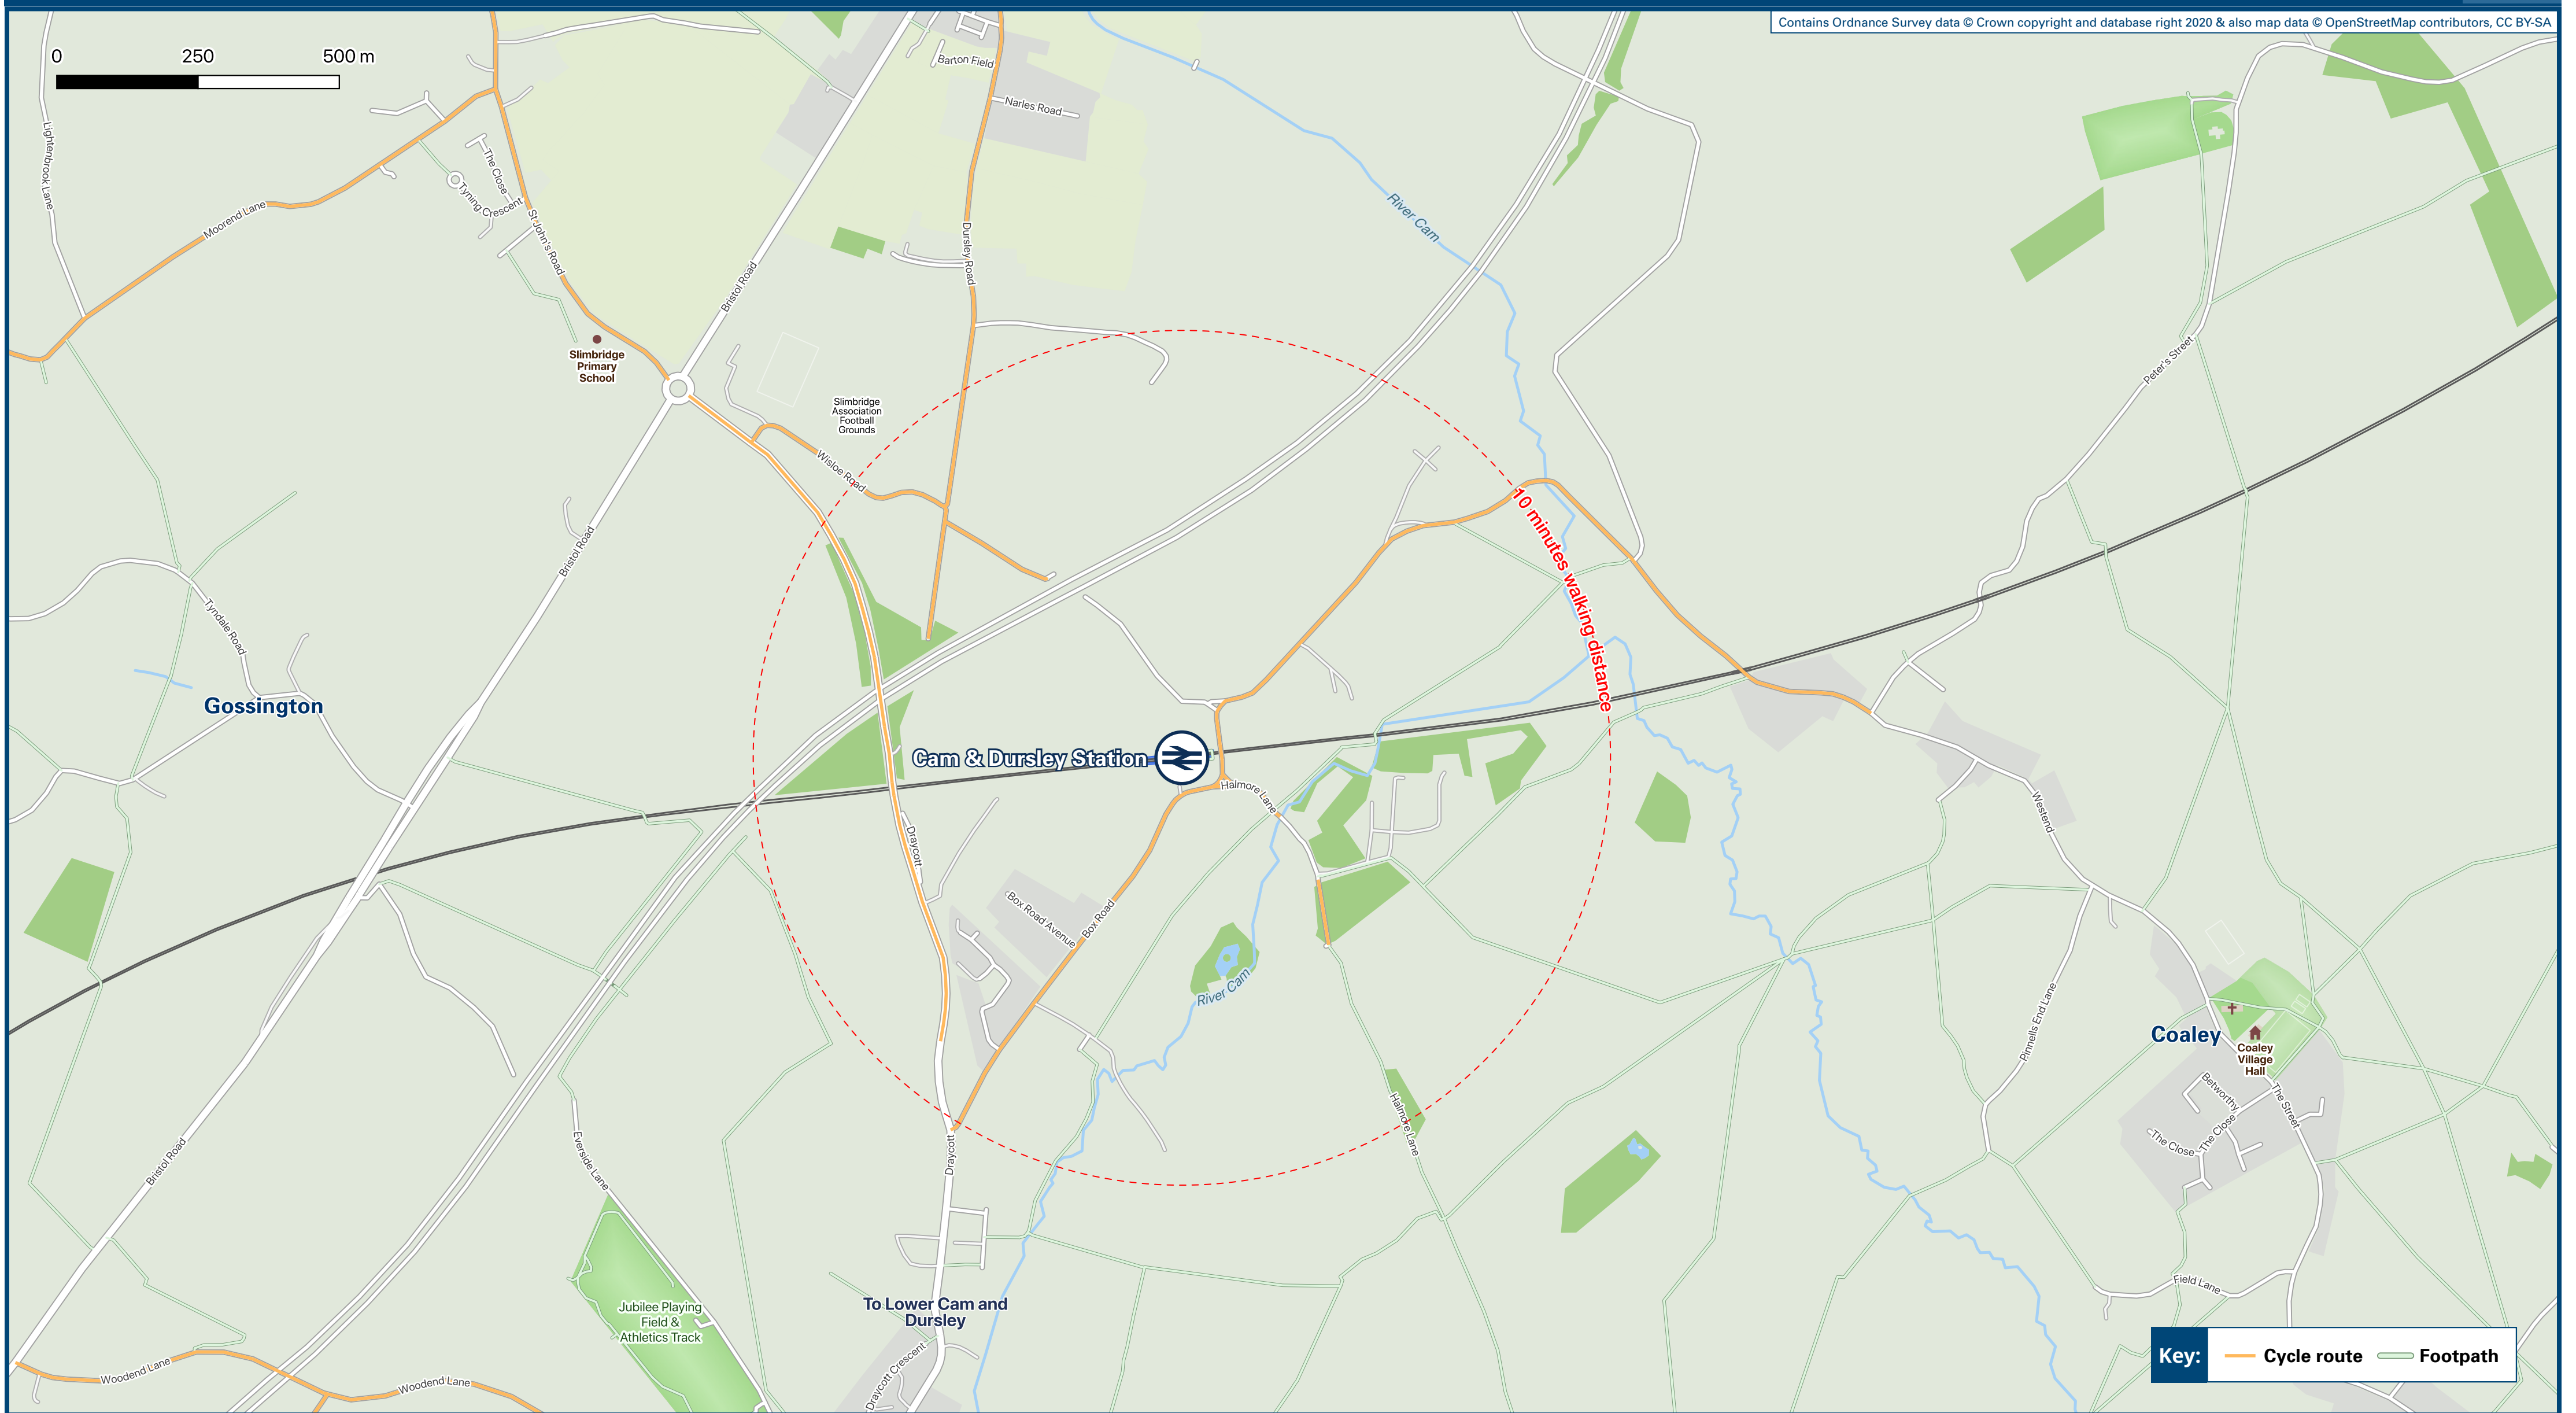 Contains Ordnance Survey data © Crown copyright and database right 2020 & also map data © OpenStreetMap contributors, CC BY-SA
0 250 500 m
Barton Field
Narles Road
Lightenbrook Lane
The Close
Tyning Crescent
Moorend Lane
St John's Road
River Cam
Dursley Road
Bristol Road
Slimbridge
Primary
School
Slimbridge
Association
Football
Grounds
Peter's Street
Wisloe Road
10 minutes walking distance
Bristol Road
Tyndale Road
Gossington
Cam & Dursley Station
Halmore Lane
Westend
Draycott
Box Road Avenue
Box Road
River Cam
Pinnells End Lane
Coaley
Coaley
Village
Hall
Betworthy
The Close
The Close
The Street
Halmore Lane
Everside Lane
Draycott
Bristol Road
Field Lane
To Lower Cam and
Dursley
Jubilee Playing
Field &
Athletics Track
Draycott Crescent
Woodend Lane
Woodend Lane
Key: Cycle route Footpath